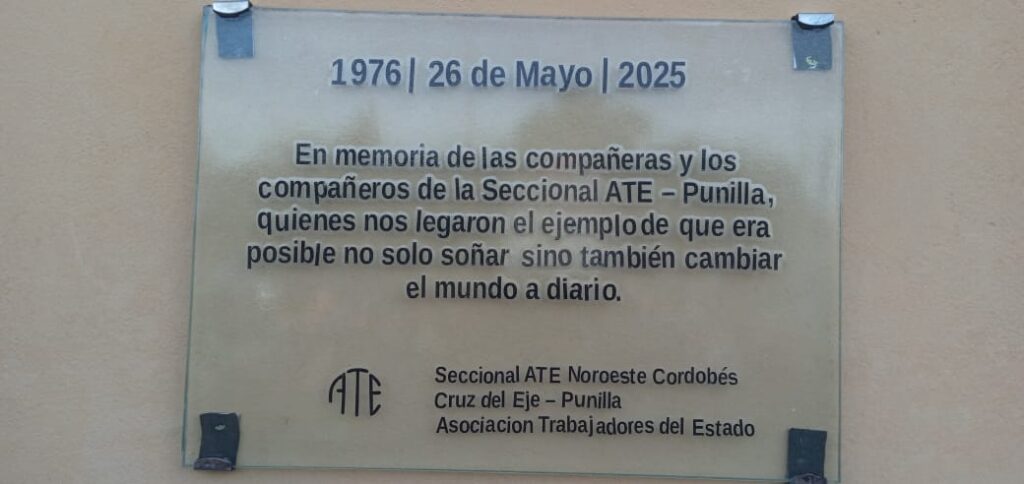 1976| 26 de Mayo | 2025
En memoria de las compañeras y los
compañeros de la Seccional ATE – Punilla,
quienes nos legaron el ejemplo de que era
posible no solo soñar sino también cambiar
el mundo a diario.
ATE
Seccional ATE Noroeste Cordobés
Cruz del Eje – Punilla
Asociacion Trabajadores del Estado